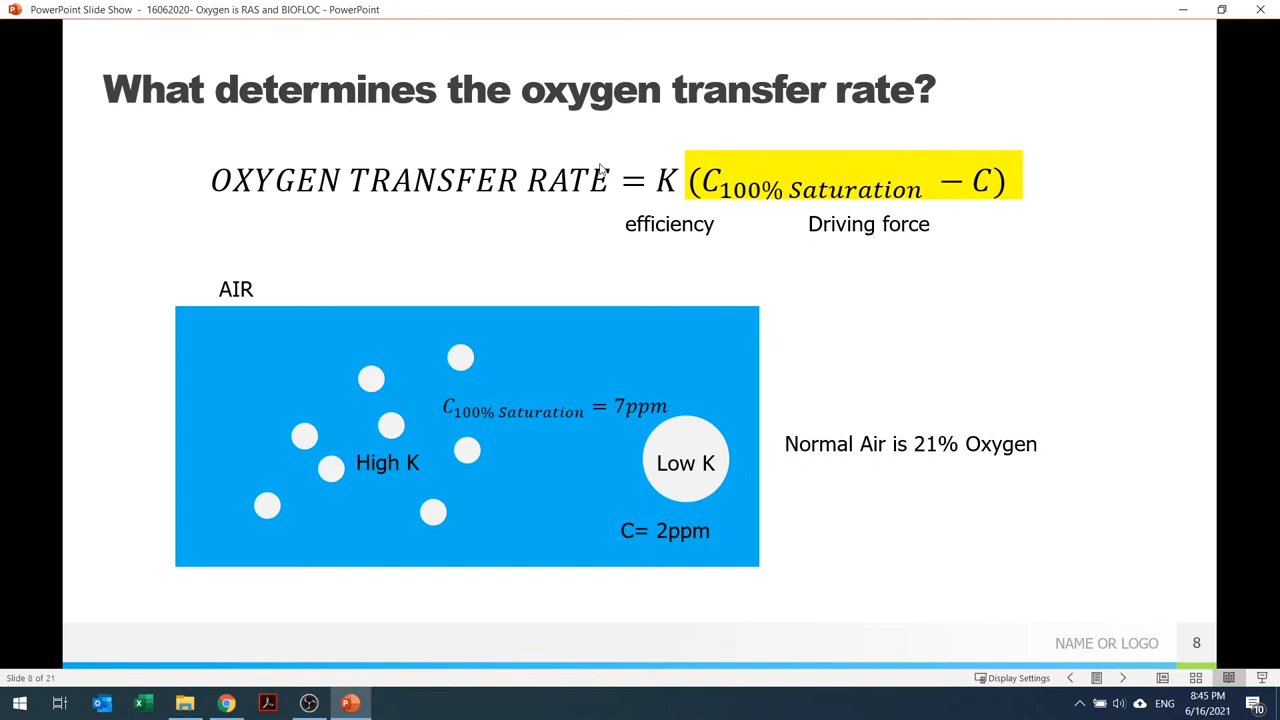 PowerPoint Slide Show - 16062020- Oxygen is RAS and BIOFLOC - PowerPoint
What determines the oxygen transfer rate?
OXYGEN TRANSFER RATE = K (C100% Saturation − C)
efficiency Driving force
AIR
C100% Saturation = 7ppm
Normal Air is 21% Oxygen
High K
Low K
C= 2ppm
NAME OR LOGO 8
Slide 8 of 21
Display Settings
8:45 PM
ENG
6/16/2021
10